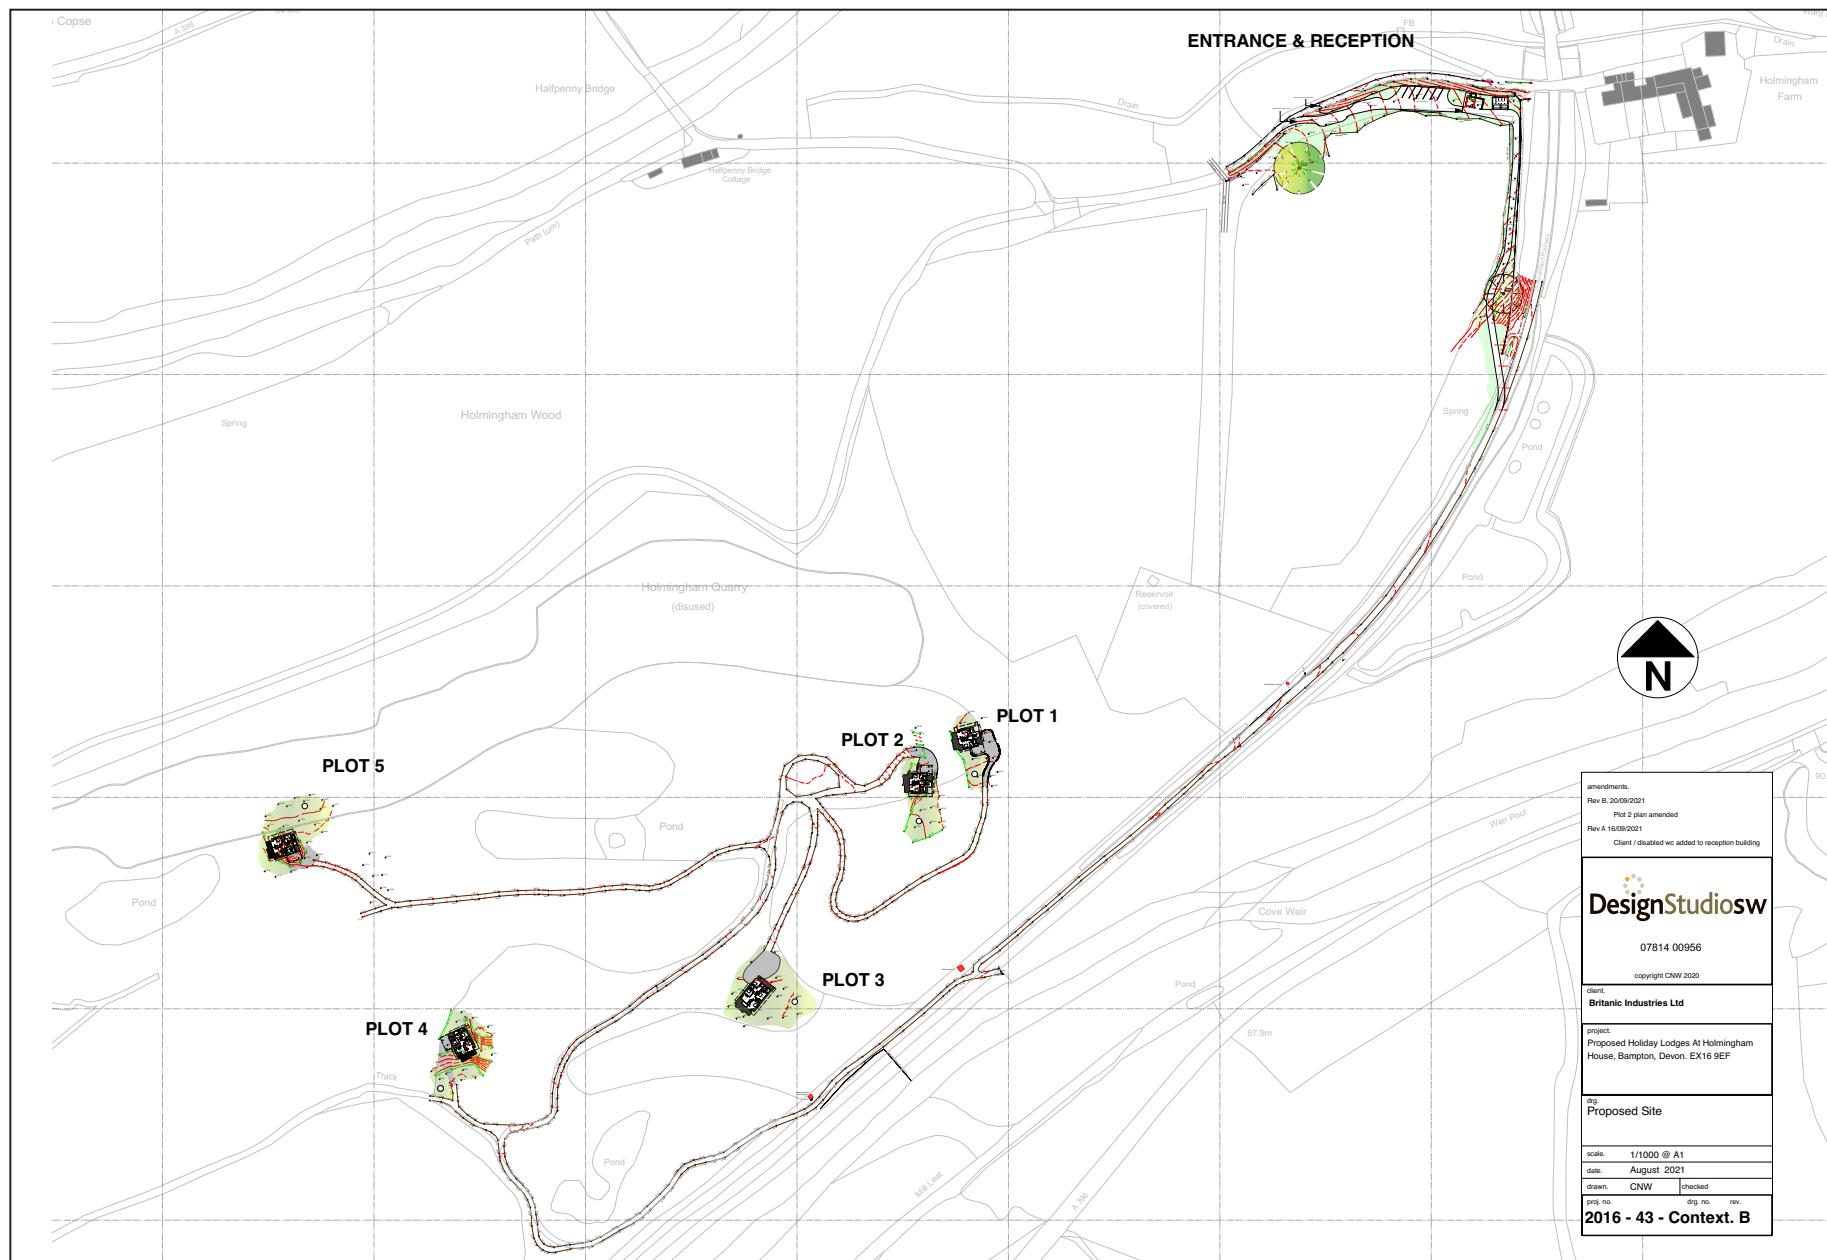 Copse
A 396
Halfpenny Bridge
Halfpenny Bridge
Cottage
Path (um)
Drain
ENTRANCE & RECEPTION
FB
Drain
Holmingham
Farm
Spring
Holmingham Wood
Spring
Pond
Holmingham Quarry
(disused)
Reservoir
(covered)
Pond
N
PLOT 1
PLOT 2
PLOT 5
Pond
Pond
Weir Pool
90.
Cove Weir
PLOT 3
Pond
87.9m
PLOT 4
Track
Pond
Mill Leat
A 396
amendments.
Rev B. 20/09/2021
Plot 2 plan amended
Rev A 16/09/2021
Client / disabled wc added to reception building
DesignStudiosw
07814 00956
copyright CNW 2020
client.
Britanic Industries Ltd
project.
Proposed Holiday Lodges At Holmingham
House, Bampton, Devon. EX16 9EF
drg.
Proposed Site
scale. 1/1000 @ A1
date. August 2021
drawn. CNW checked
proj. no. drg. no. rev.
2016 - 43 - Context. B